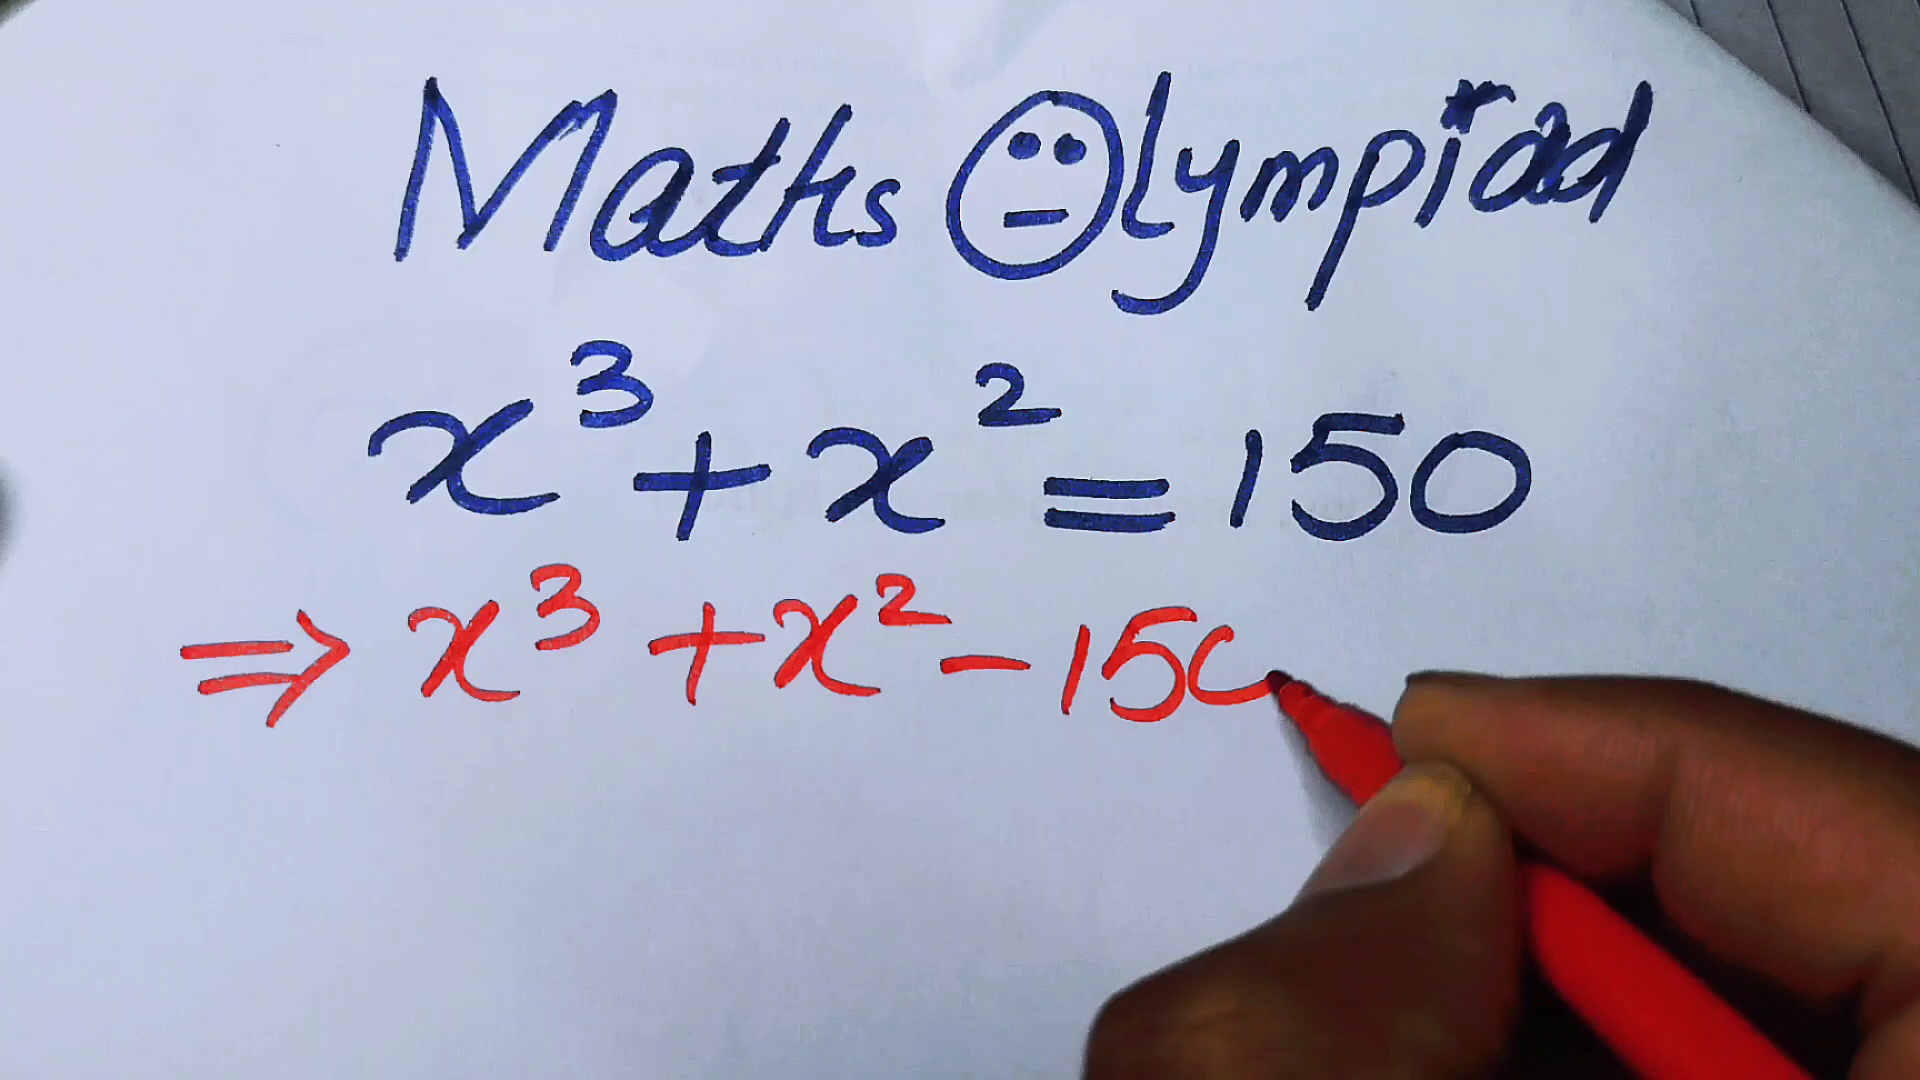 Maths Olympiad
x³ + x² = 150
⇒ x³ + x² - 150